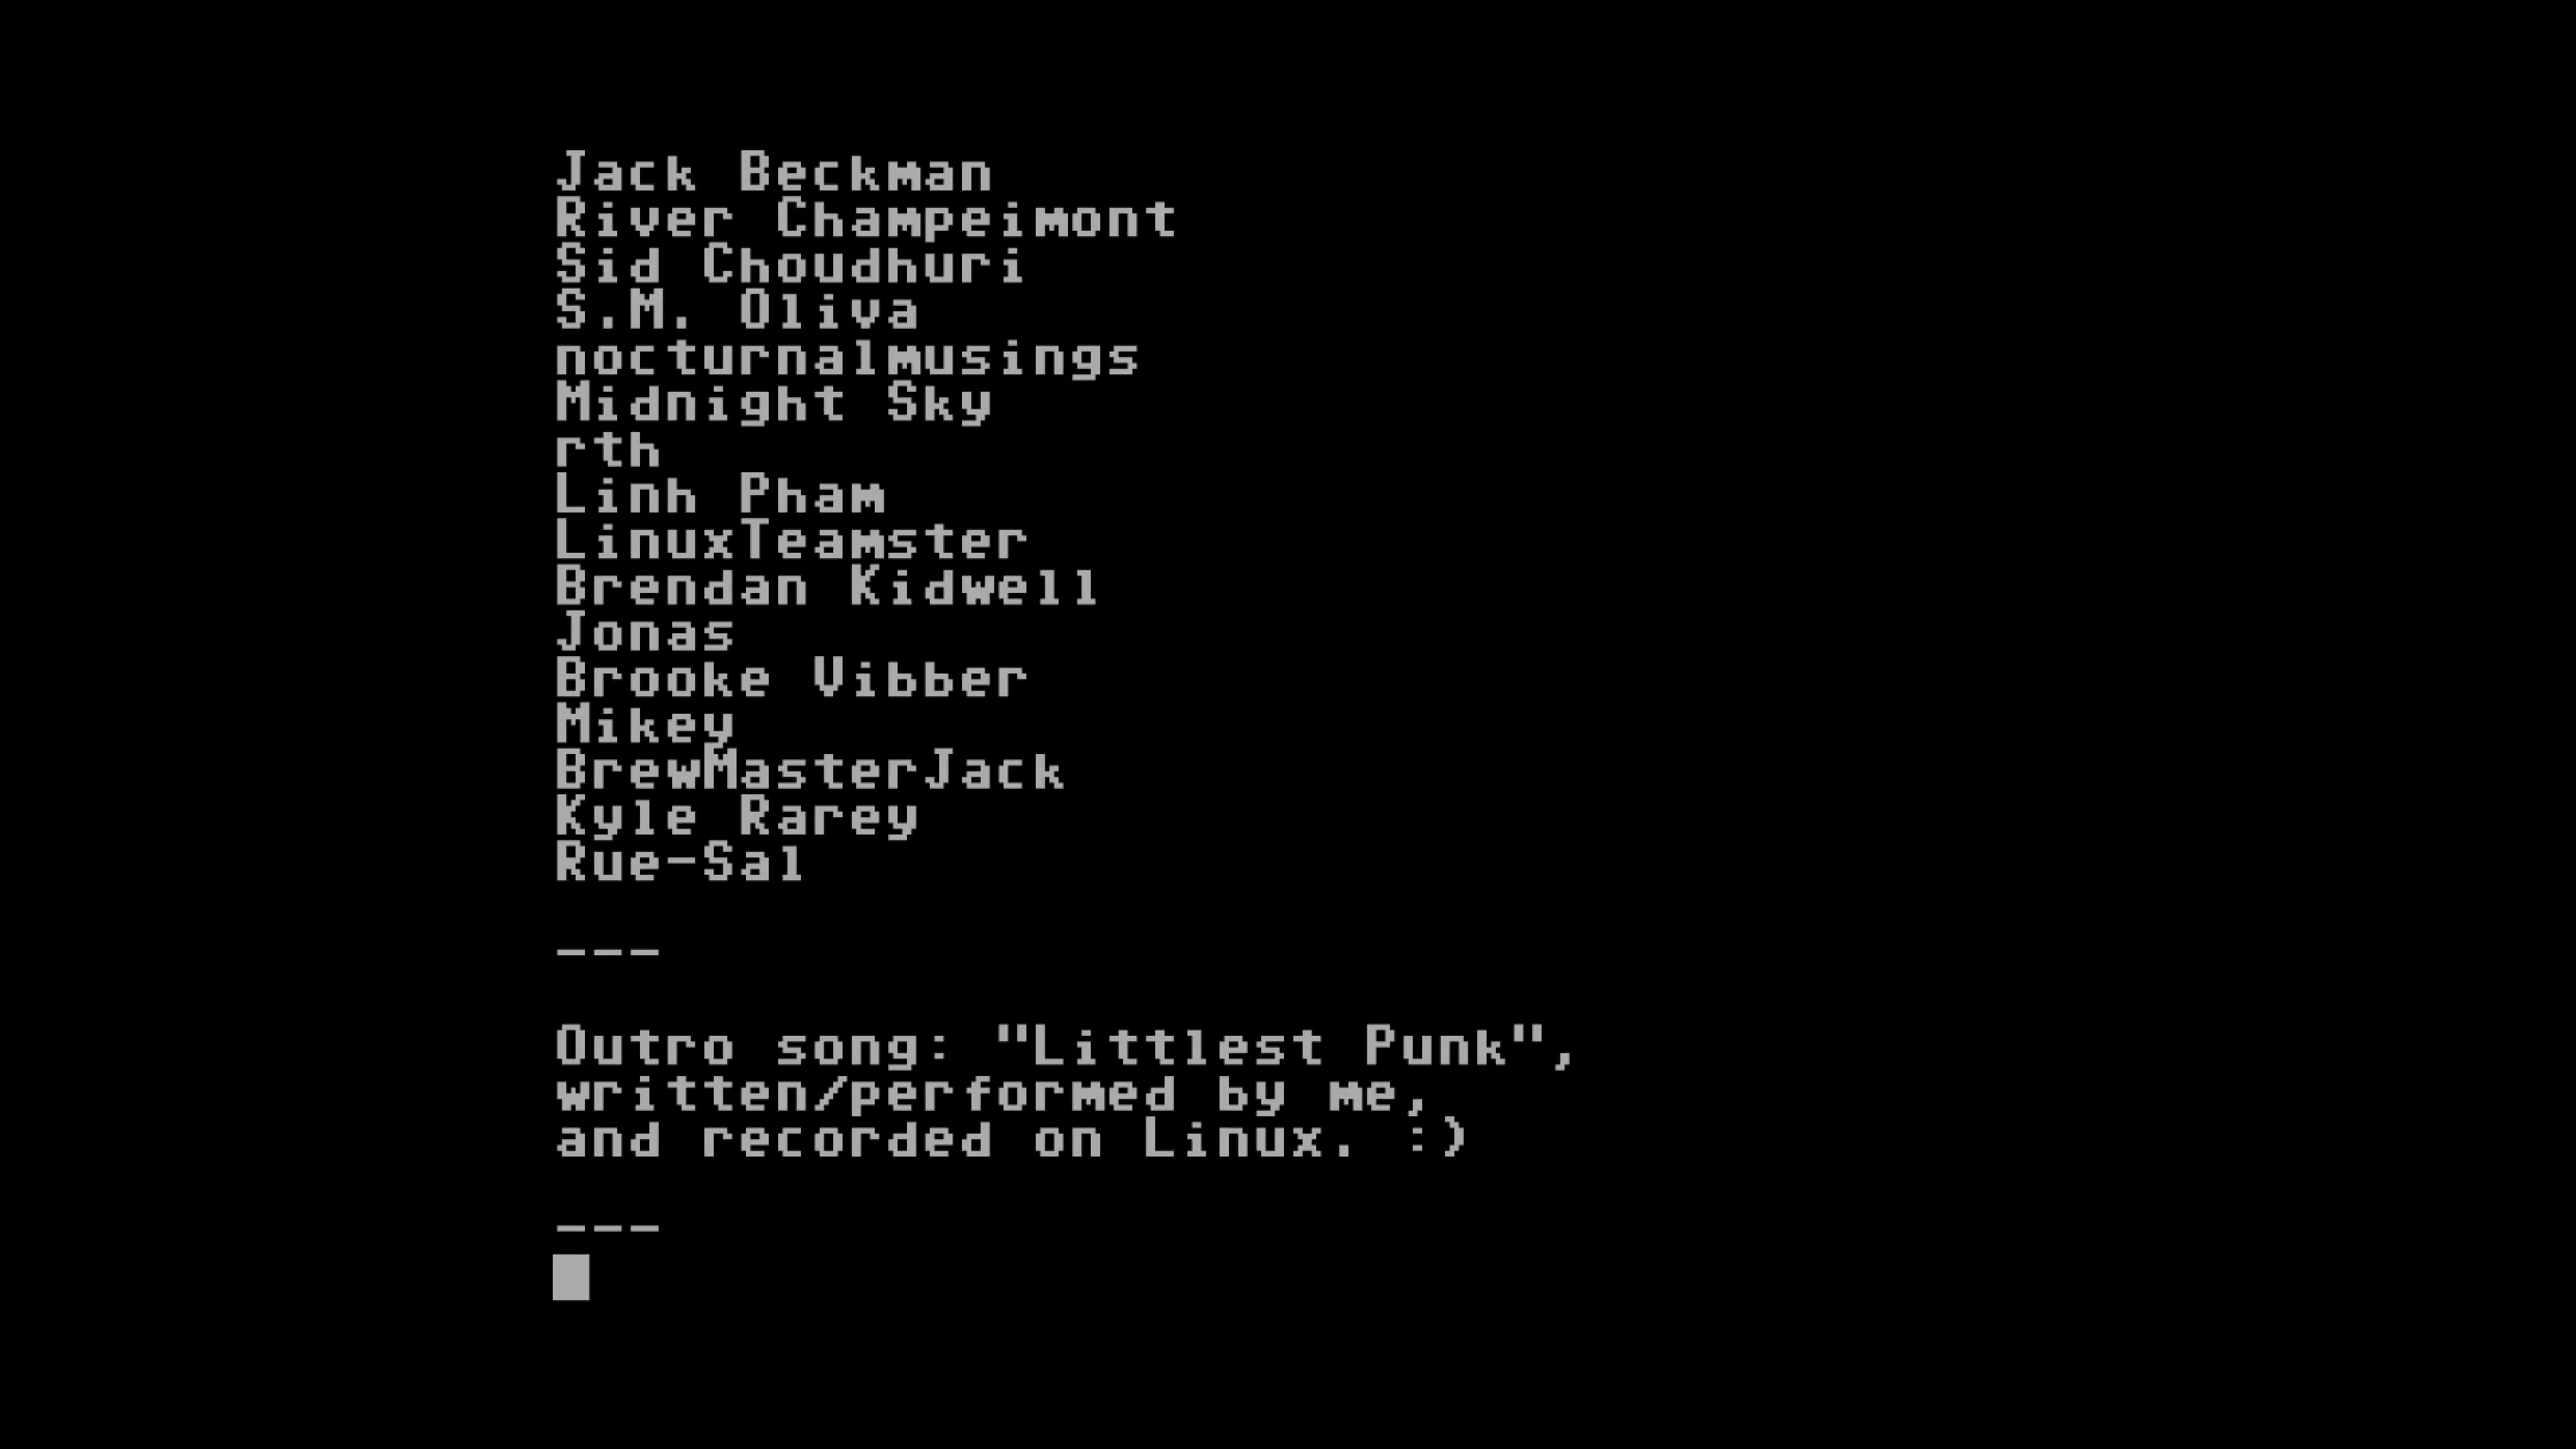 Jack Beckman
River Champeimont
Sid Choudhuri
S.M. Oliva
nocturnalmusings
Midnight Sky
rth
Linh Pham
LinuxTeamster
Brendan Kidwell
Jonas
Brooke Vibber
Mikey
BrewMasterJack
Kyle Rarey
Rue-Sal
---
Outro song: "Littlest Punk",
written/performed by me,
and recorded on Linux. :)
---